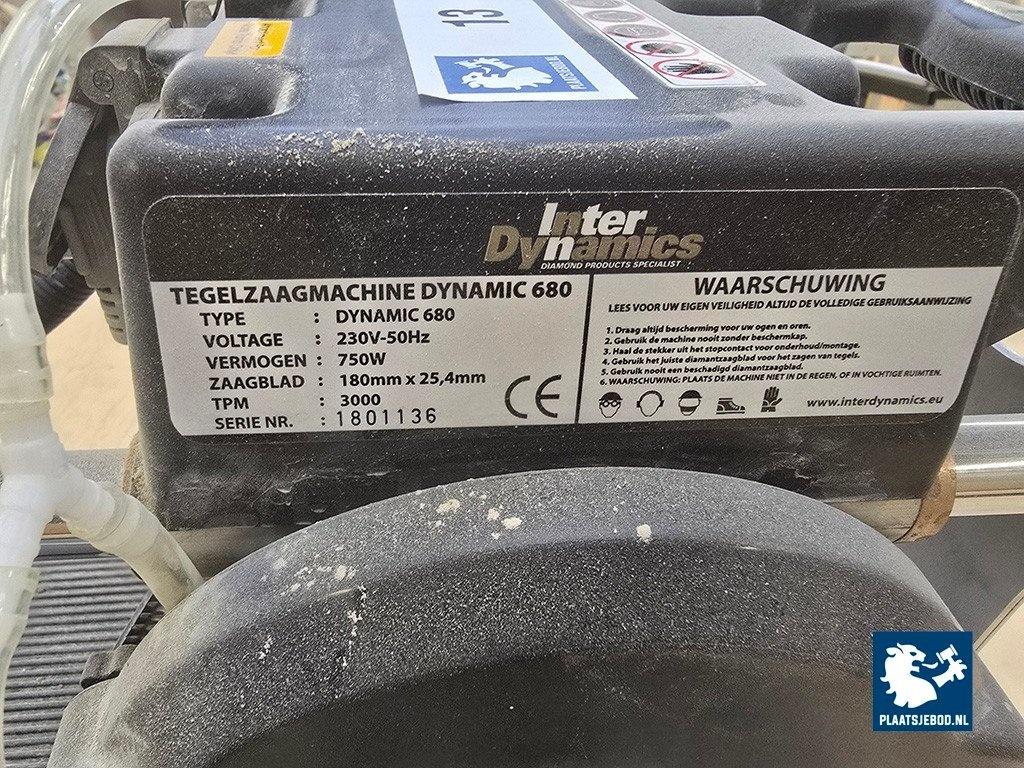 13
PLAATSJEBOD.NL
Inter
Dynamics
DIAMOND PRODUCTS SPECIALIST
TEGELZAAGMACHINE DYNAMIC 680
TYPE : DYNAMIC 680
VOLTAGE : 230V-50Hz
VERMOGEN : 750W
ZAAGBLAD : 180mm x 25,4mm
TPM : 3000
SERIE NR. : 1801136
CE
WAARSCHUWING
LEES VOOR UW EIGEN VEILIGHEID ALTIJD DE VOLLEDIGE GEBRUIKSAANWIJZING
1. Draag altijd bescherming voor uw ogen en oren.
2. Gebruik de machine nooit zonder beschermkap.
3. Haal de stekker uit het stopcontact voor onderhoud/montage.
4. Gebruik het juiste diamantzaagblad voor het zagen van tegels.
5. Gebruik nooit een beschadigd diamantzaagblad.
6. WAARSCHUWING: PLAATS DE MACHINE NIET IN DE REGEN, OF IN VOCHTIGE RUIMTEN.
www.interdynamics.eu
PLAATSJEBOD.NL